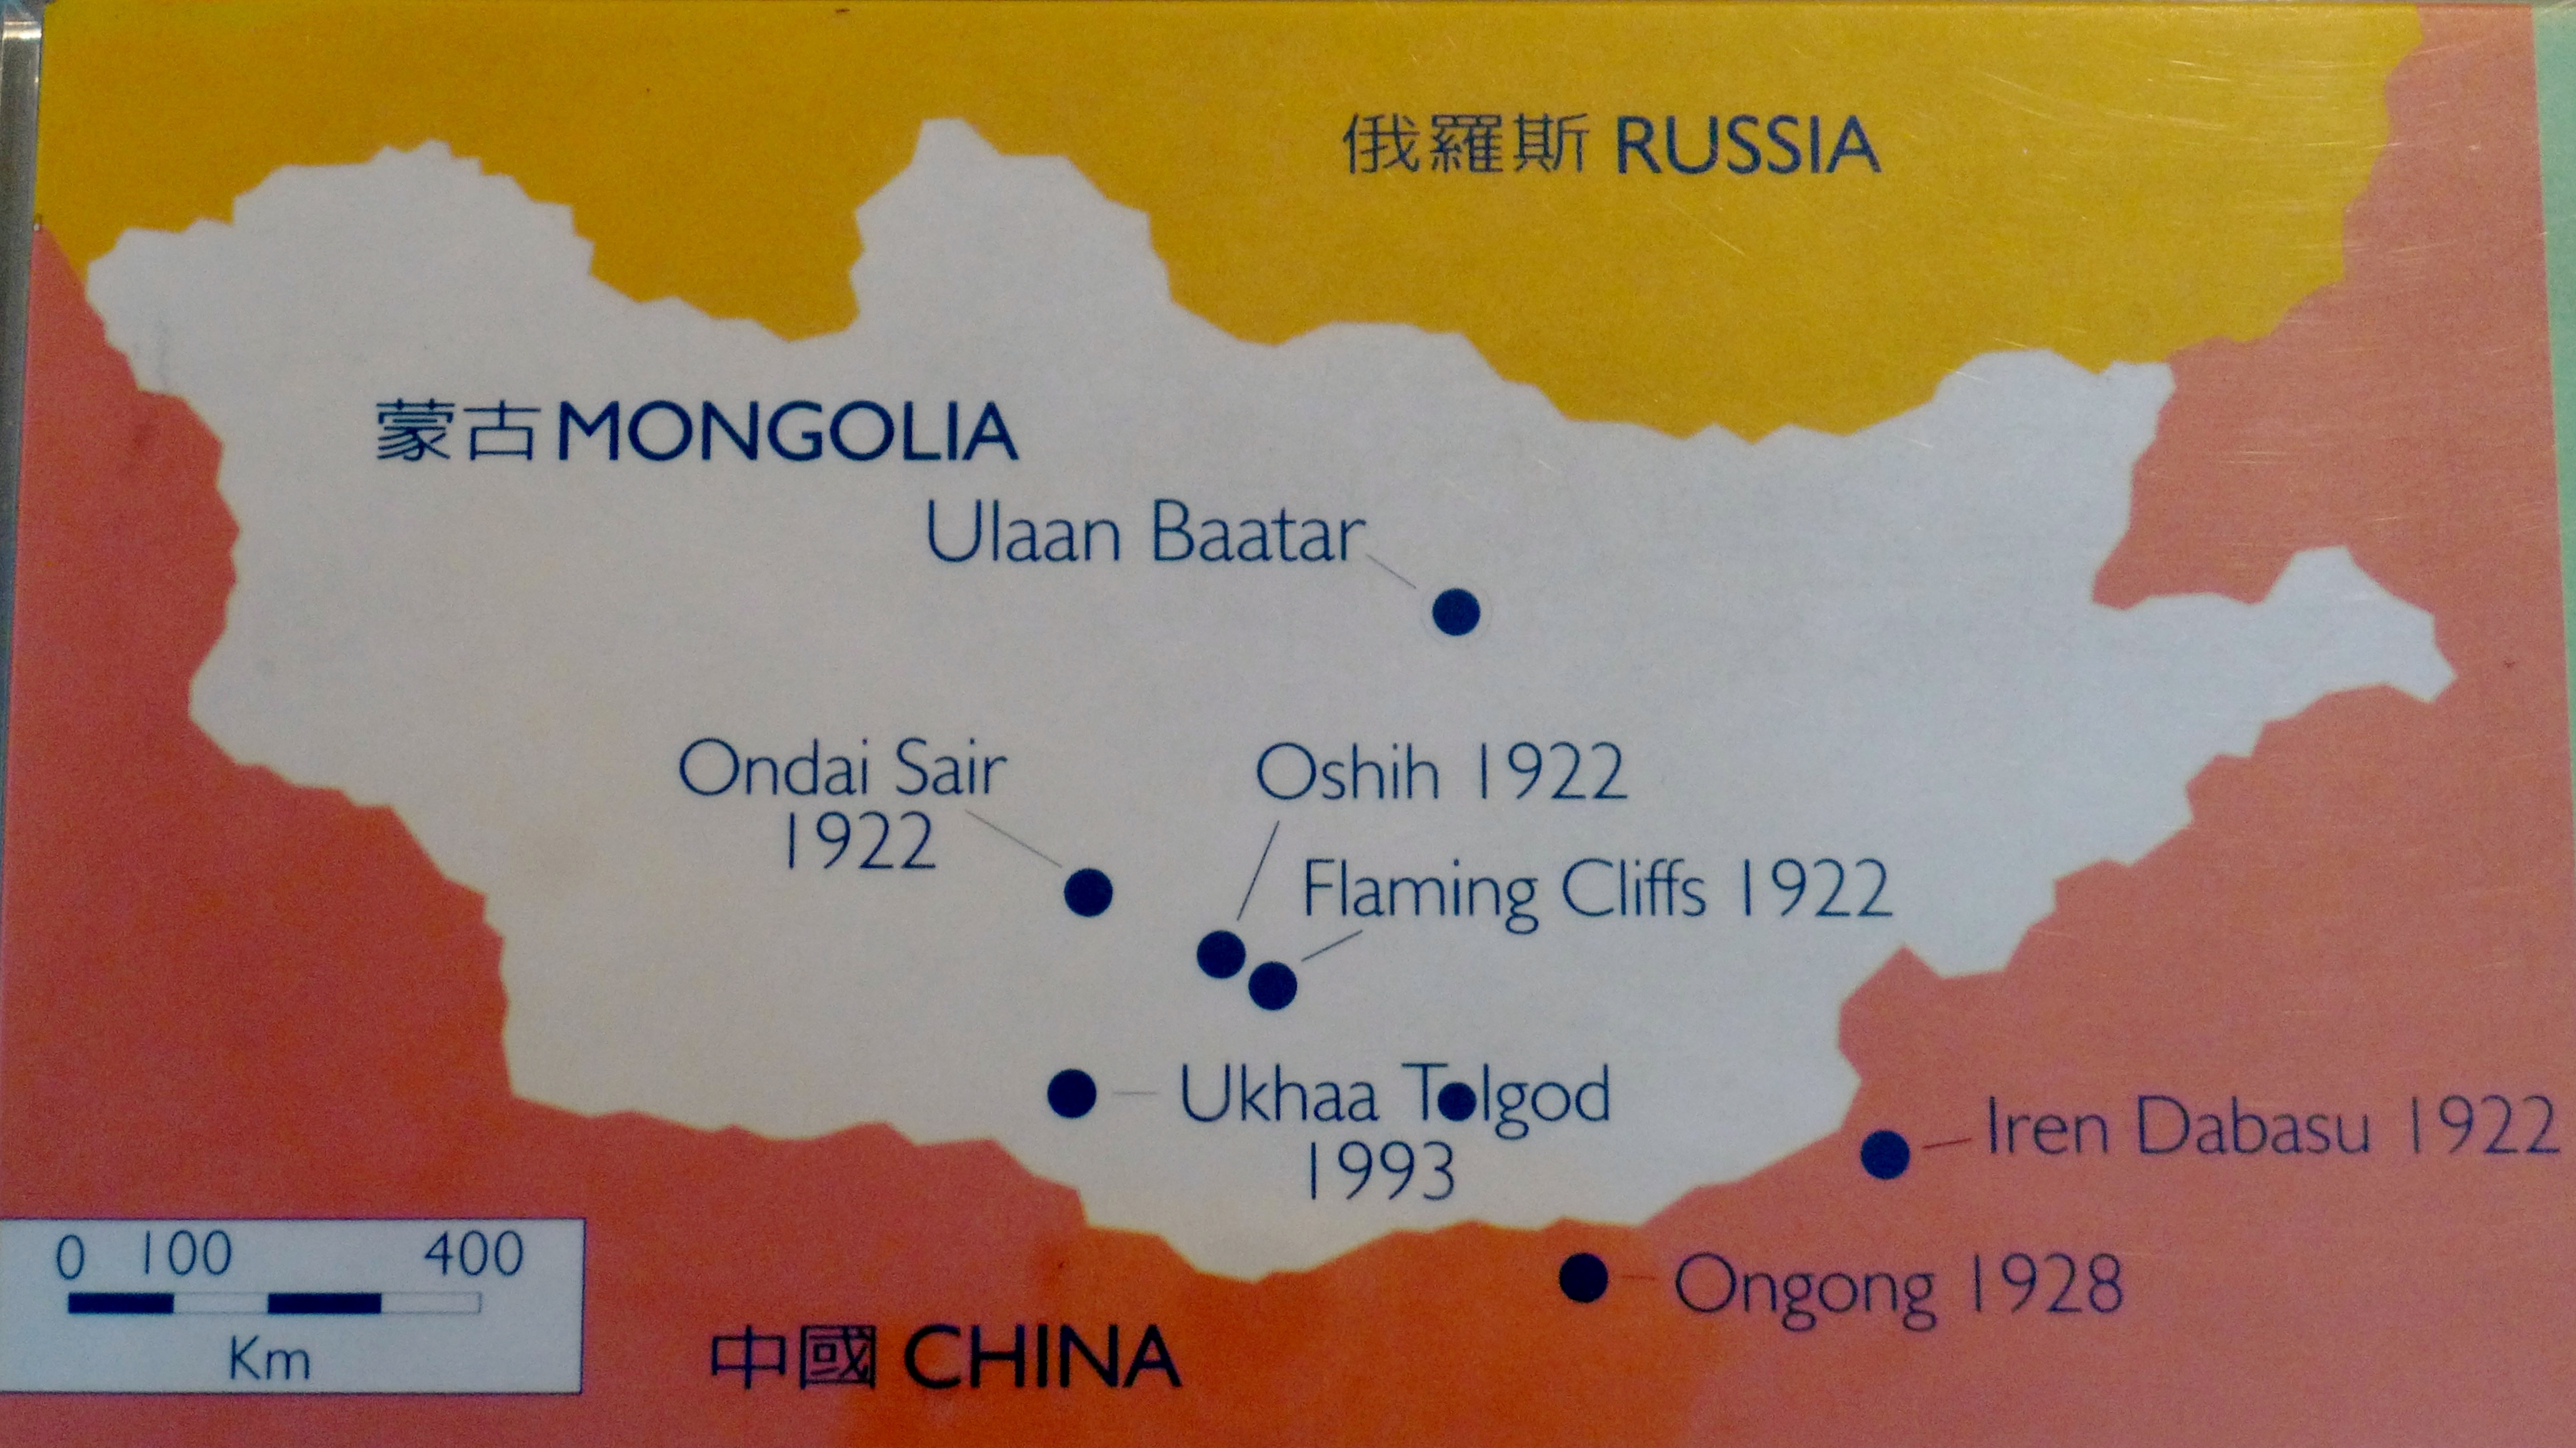 俄羅斯 RUSSIA
蒙古 MONGOLIA
Ulaan Baatar
Ondai Sair
1922
Oshih 1922
Flaming Cliffs 1922
Ukhaa Tolgod
1993
Iren Dabasu 1922
Ongong 1928
0 100 400
Km
中國 CHINA